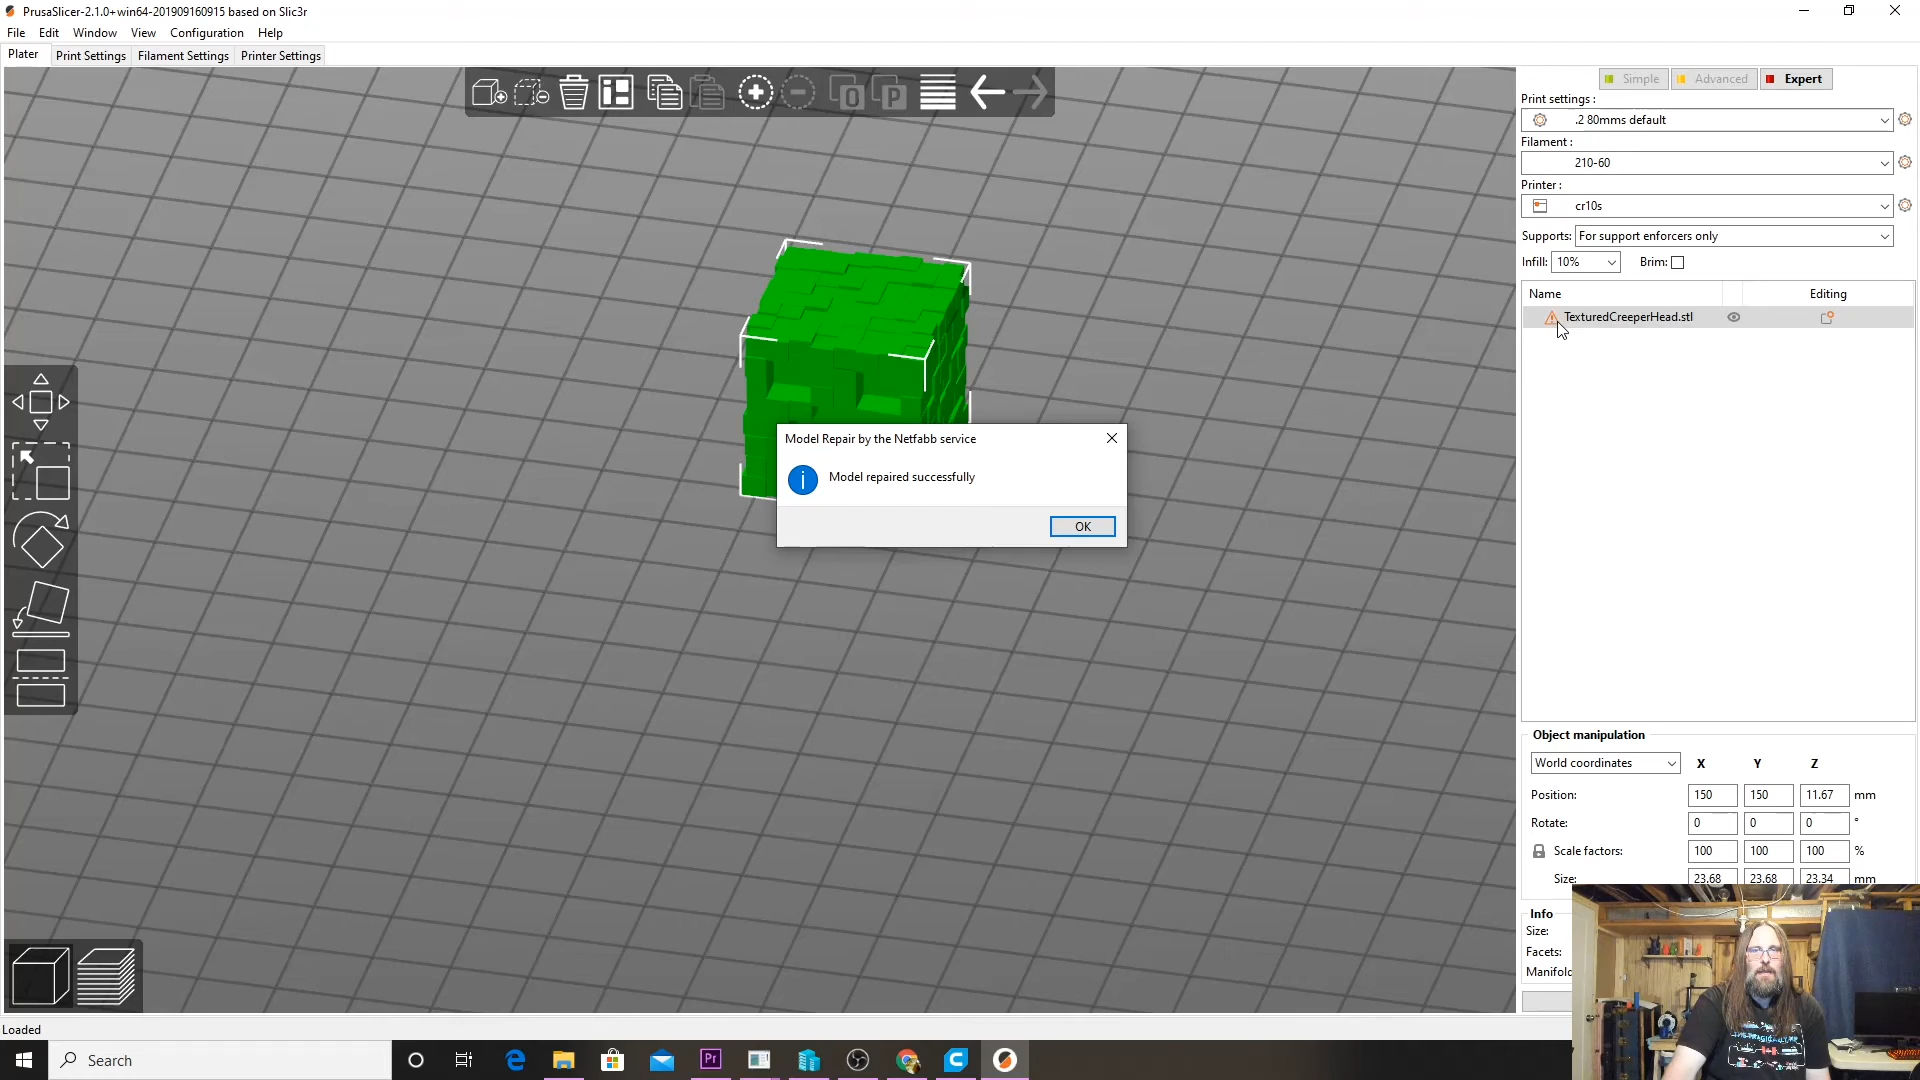 PrusaSlicer-2.1.0+win64-201909160915 based on Slic3r
File Edit Window View Configuration Help
Plater Print Settings Filament Settings Printer Settings
Simple Advanced Expert
Print settings :
.2 80mms default
Filament :
210-60
Printer :
cr10s
Supports: For support enforcers only
Infill: 10% Brim:
Name Editing
TexturedCreeperHead.stl
Model Repair by the Netfabb service
Model repaired successfully
OK
Object manipulation
World coordinates X Y Z
Position: 150 150 11.67 mm
Rotate: 0 0 0 °
Scale factors: 100 100 100 %
Size: 23.68 23.68 23.34 mm
Info
Size:
Facets:
Manifol
Loaded
Search